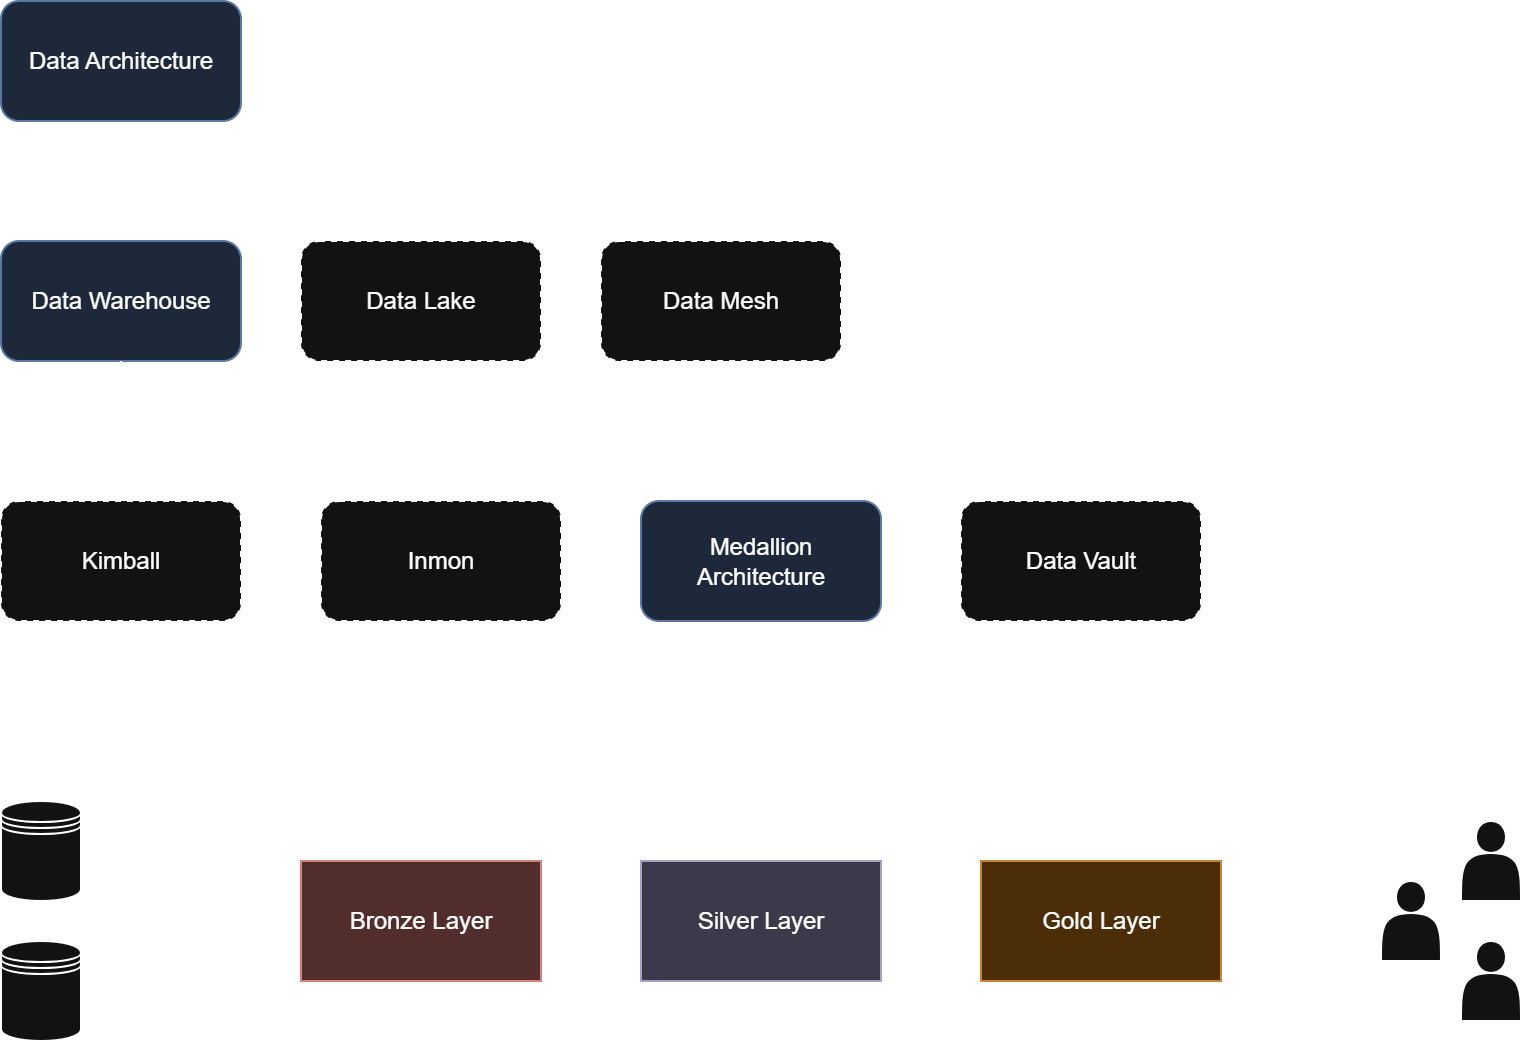 Data Architecture
Data Warehouse
Data Lake
Data Mesh
Kimball
Inmon
Medallion
Architecture
Data Vault
Bronze Layer
Silver Layer
Gold Layer